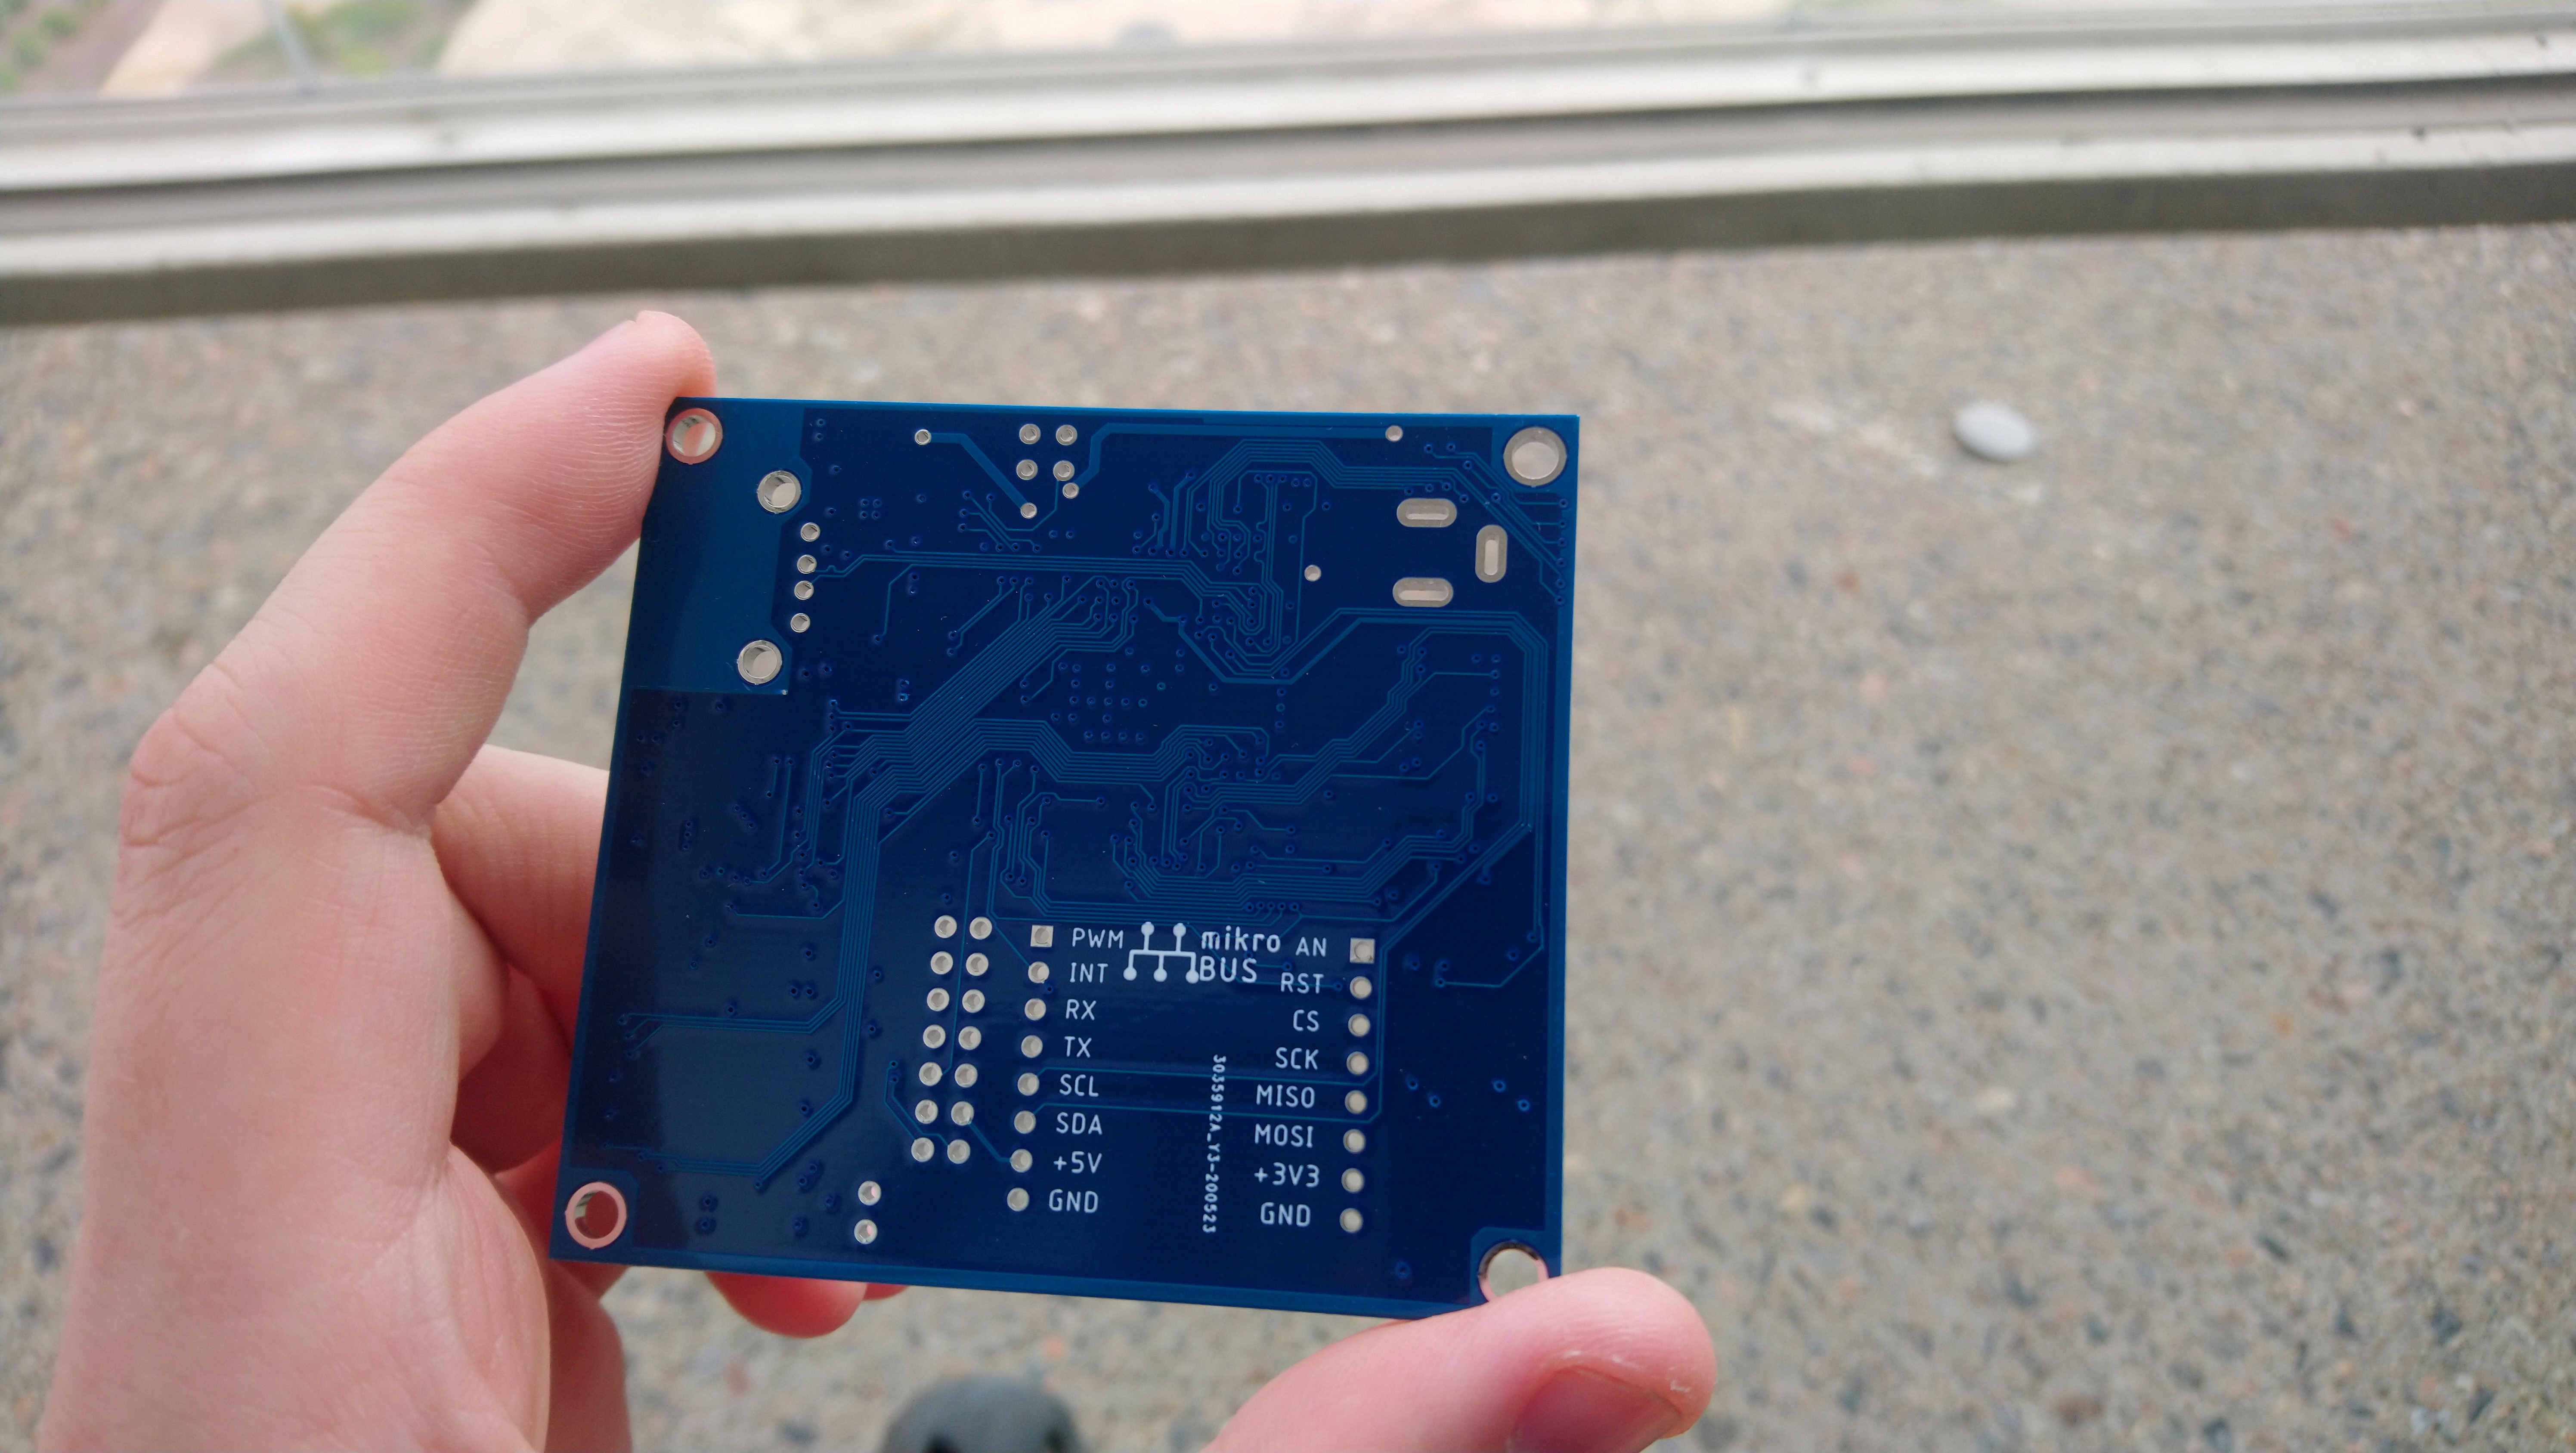 PWM mikro AN
INT BUS RST
RX CS
TX SCK
SCL MISO
SDA MOSI
+5V +3V3
GND GND
3035912A_Y3-200523